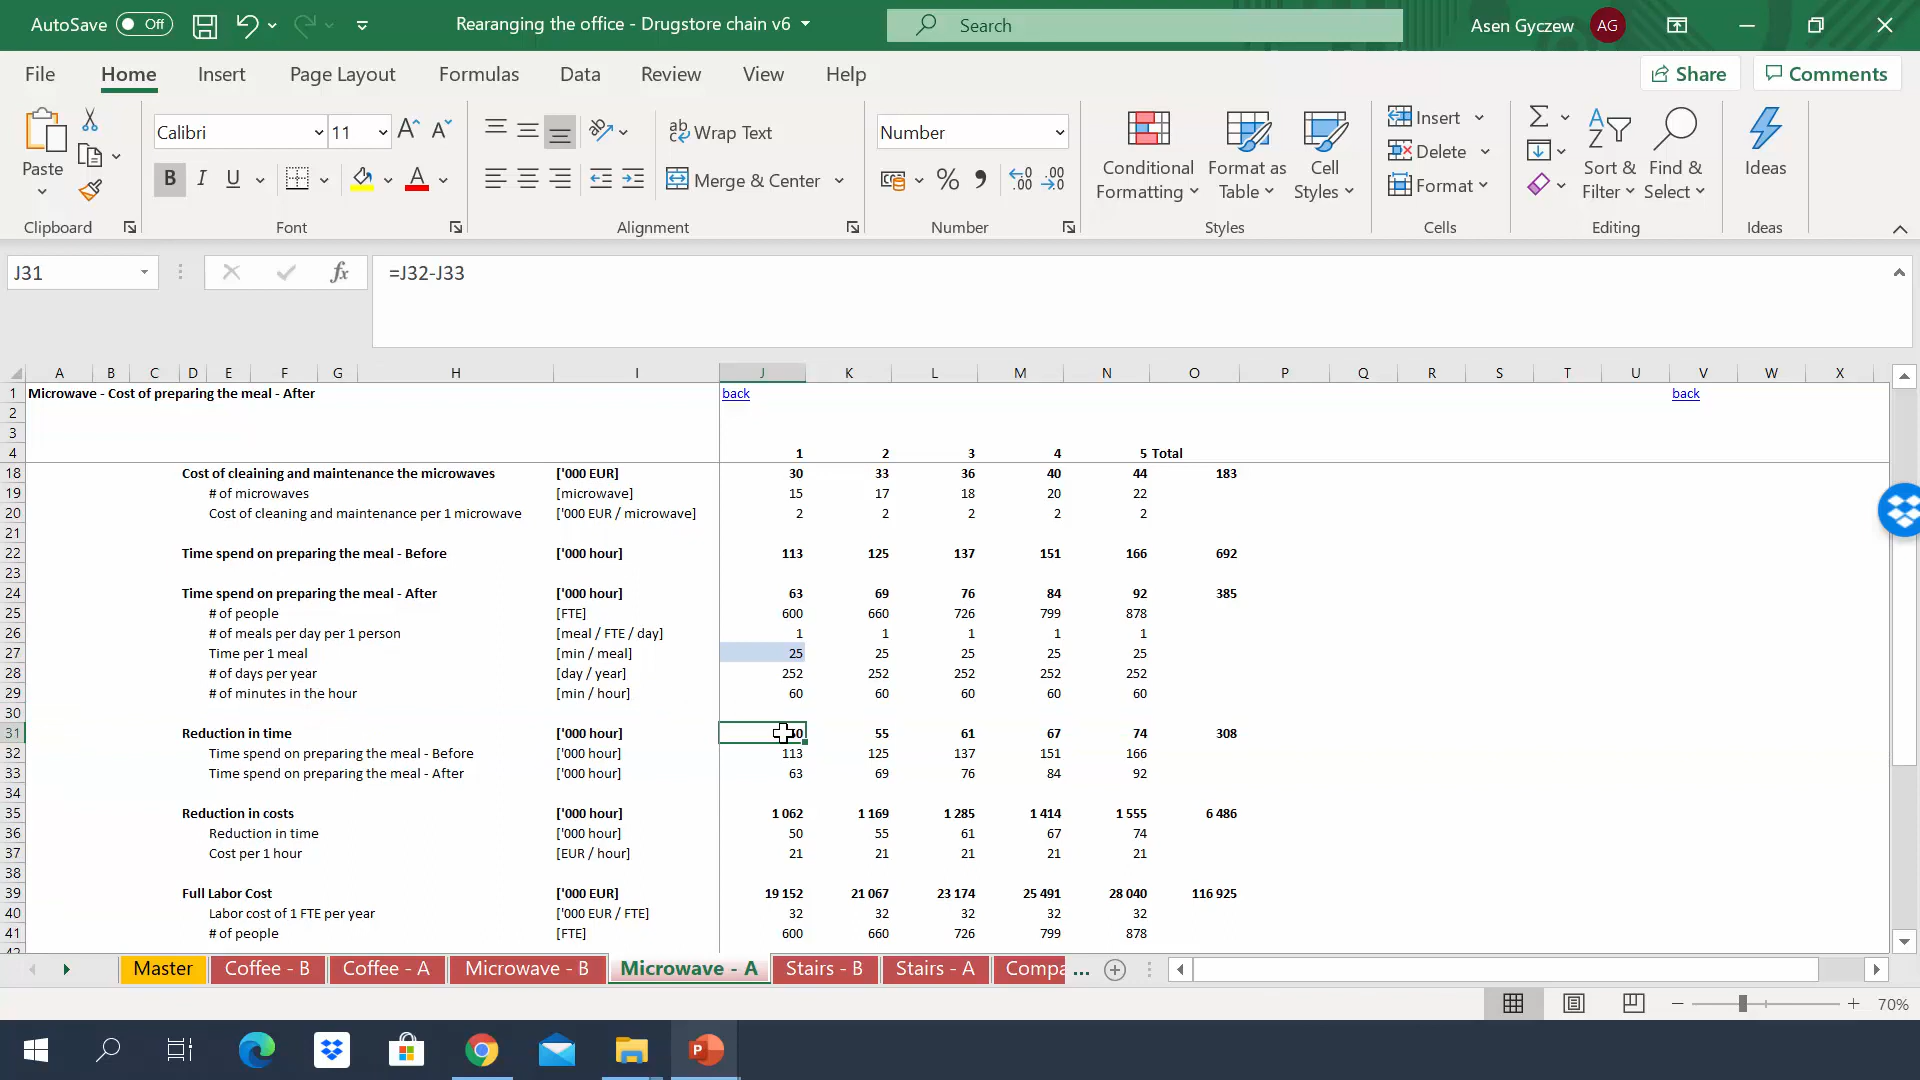 AutoSave Off Rearanging the office - Drugstore chain v6 Search Asen Gyczew AG
File Home Insert Page Layout Formulas Data Review View Help Share Comments
Paste
Clipboard
Calibri 11
B I U A
Font
ab Wrap Text
Merge & Center
Alignment
Number
Number
Conditional Formatting
Format as Table
Cell Styles
Styles
Insert
Delete
Format
Cells
Sort & Filter
Find & Select
Editing
Ideas
Ideas
J31 fx =J32-J33
A B C D E F G H I J K L M N O P Q R S T U V W X
1 Microwave - Cost of preparing the meal - After back back
2
3
4 1 2 3 4 5 Total
18 Cost of cleaining and maintenance the microwaves ['000 EUR] 30 33 36 40 44 183
19 # of microwaves [microwave] 15 17 18 20 22
20 Cost of cleaning and maintenance per 1 microwave ['000 EUR / microwave] 2 2 2 2 2
21
22 Time spend on preparing the meal - Before ['000 hour] 113 125 137 151 166 692
23
24 Time spend on preparing the meal - After ['000 hour] 63 69 76 84 92 385
25 # of people [FTE] 600 660 726 799 878
26 # of meals per day per 1 person [meal / FTE / day] 1 1 1 1 1
27 Time per 1 meal [min / meal] 25 25 25 25 25
28 # of days per year [day / year] 252 252 252 252 252
29 # of minutes in the hour [min / hour] 60 60 60 60 60
30
31 Reduction in time ['000 hour] 55 61 67 74 308
32 Time spend on preparing the meal - Before ['000 hour] 113 125 137 151 166
33 Time spend on preparing the meal - After ['000 hour] 63 69 76 84 92
34
35 Reduction in costs ['000 hour] 1 062 1 169 1 285 1 414 1 555 6 486
36 Reduction in time ['000 hour] 50 55 61 67 74
37 Cost per 1 hour [EUR / hour] 21 21 21 21 21
38
39 Full Labor Cost ['000 EUR] 19 152 21 067 23 174 25 491 28 040 116 925
40 Labor cost of 1 FTE per year ['000 EUR / FTE] 32 32 32 32 32
41 # of people [FTE] 600 660 726 799 878
Master Coffee - B Coffee - A Microwave - B Microwave - A Stairs - B Stairs - A Compa ...
70%